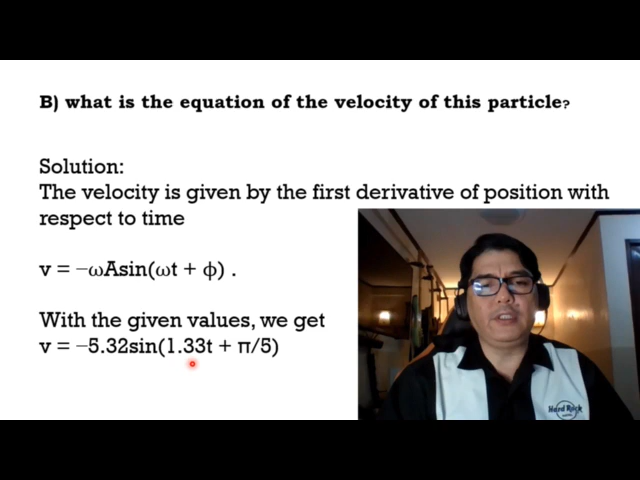 B) what is the equation of the velocity of this particle?
Solution:
The velocity is given by the first derivative of position with
respect to time
v = −ωAsin(ωt + ф) .
With the given values, we get
v = −5.32sin(1.33t + π/5)
Hard Rock